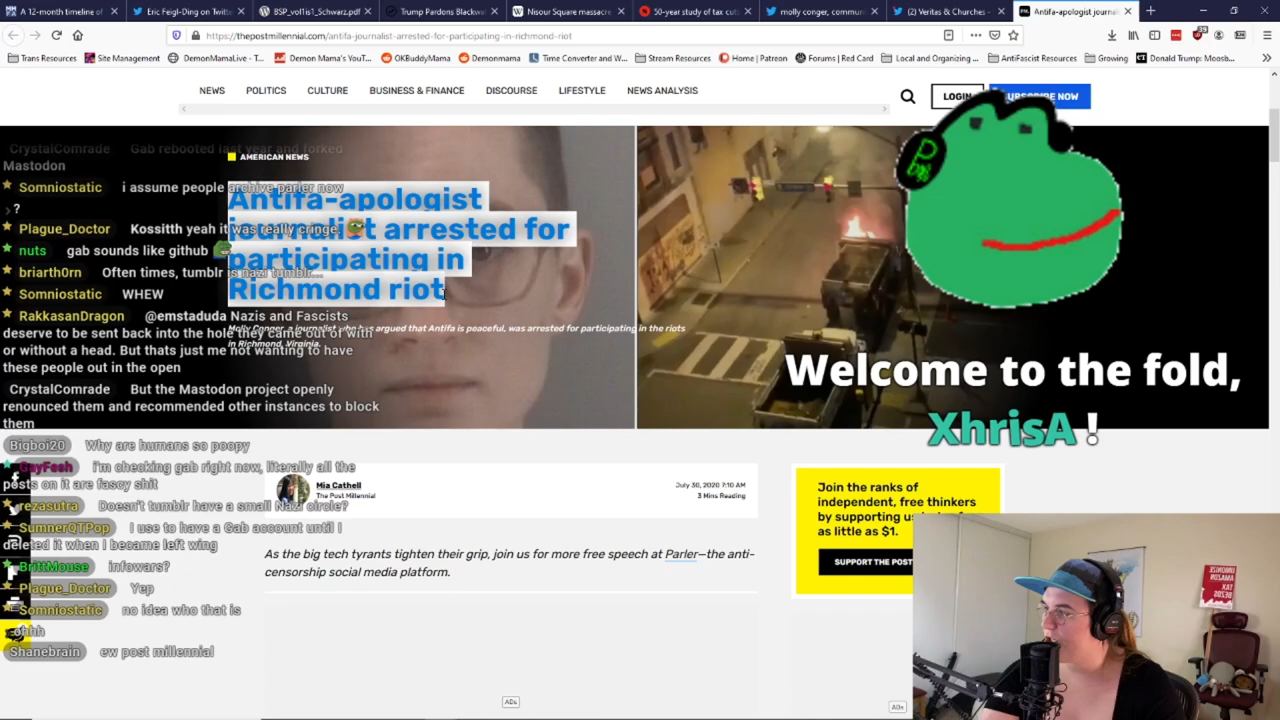 A 12-month timeline of
Eric Feigl-Ding on Twitte
BSP_vol1is1_Schwarz.pdf
Trump Pardons Blackwa
Nisour Square massacre
50-year study of tax cuts
molly conger, commun
(2) Veritas & Churches -
Antifa-apologist journal
https://thepostmillennial.com/antifa-journalist-arrested-for-participating-in-richmond-riot
Trans Resources
Site Management
DemonMamaLive - T...
Demon Mama's YouT...
OKBuddyMama
Demonmama
Time Converter and W...
Stream Resources
Home | Patreon
Forums | Red Card
Local and Organizing ...
AntiFascist Resources
Growing
Donald Trump: Moosb...
NEWS POLITICS CULTURE BUSINESS & FINANCE DISCOURSE LIFESTYLE NEWS ANALYSIS
LOGIN
UBSCRIBE NOW
AMERICAN NEWS
Antifa-apologist
journalist arrested for
participating in
Richmond riot
Molly Conger, a journalist who has argued that Antifa is peaceful, was arrested for participating in the riots
in Richmond, Virginia.
CrystalComrade Gab rebooted last year and forked
Mastodon
Somniostatic i assume people archive parler now
?
Plague_Doctor Kossitth yeah it was really cringe.
nuts gab sounds like github
briarth0rn Often times, tumblr is nazi tumblr...
Somniostatic WHEW
RakkasanDragon @emstaduda Nazis and Fascists
deserve to be sent back into the hole they came out of with
or without a head. But thats just me not wanting to have
these people out in the open
CrystalComrade But the Mastodon project openly
renounced them and recommended other instances to block
them
Bigboi20 Why are humans so poopy
GayFesh i'm checking gab right now, literally all the
posts on it are fascy shit
rezasutra Doesn't tumblr have a small Nazi circle?
SumnerQTPop I use to have a Gab account until I
deleted it when I became left wing
BrittMouse infowars?
Plague_Doctor Yep
Somniostatic no idea who that is
ohhh
Shanebrain ew post millennial
Welcome to the fold,
XhrisA !
Mia Cathell
The Post Millennial
July 30, 2020 7:10 AM
3 Mins Reading
As the big tech tyrants tighten their grip, join us for more free speech at Parler—the anti-
censorship social media platform.
Join the ranks of
independent, free thinkers
by supporting us
as little as $1.
SUPPORT THE POST
ADs
ADs